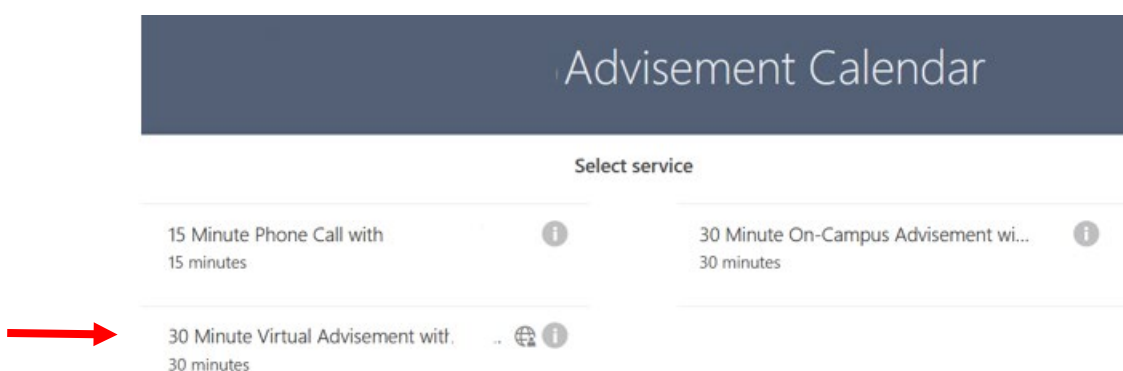 Advisement Calendar
Select service
15 Minute Phone Call with
15 minutes
30 Minute On-Campus Advisement wi...
30 minutes
30 Minute Virtual Advisement with ..
30 minutes